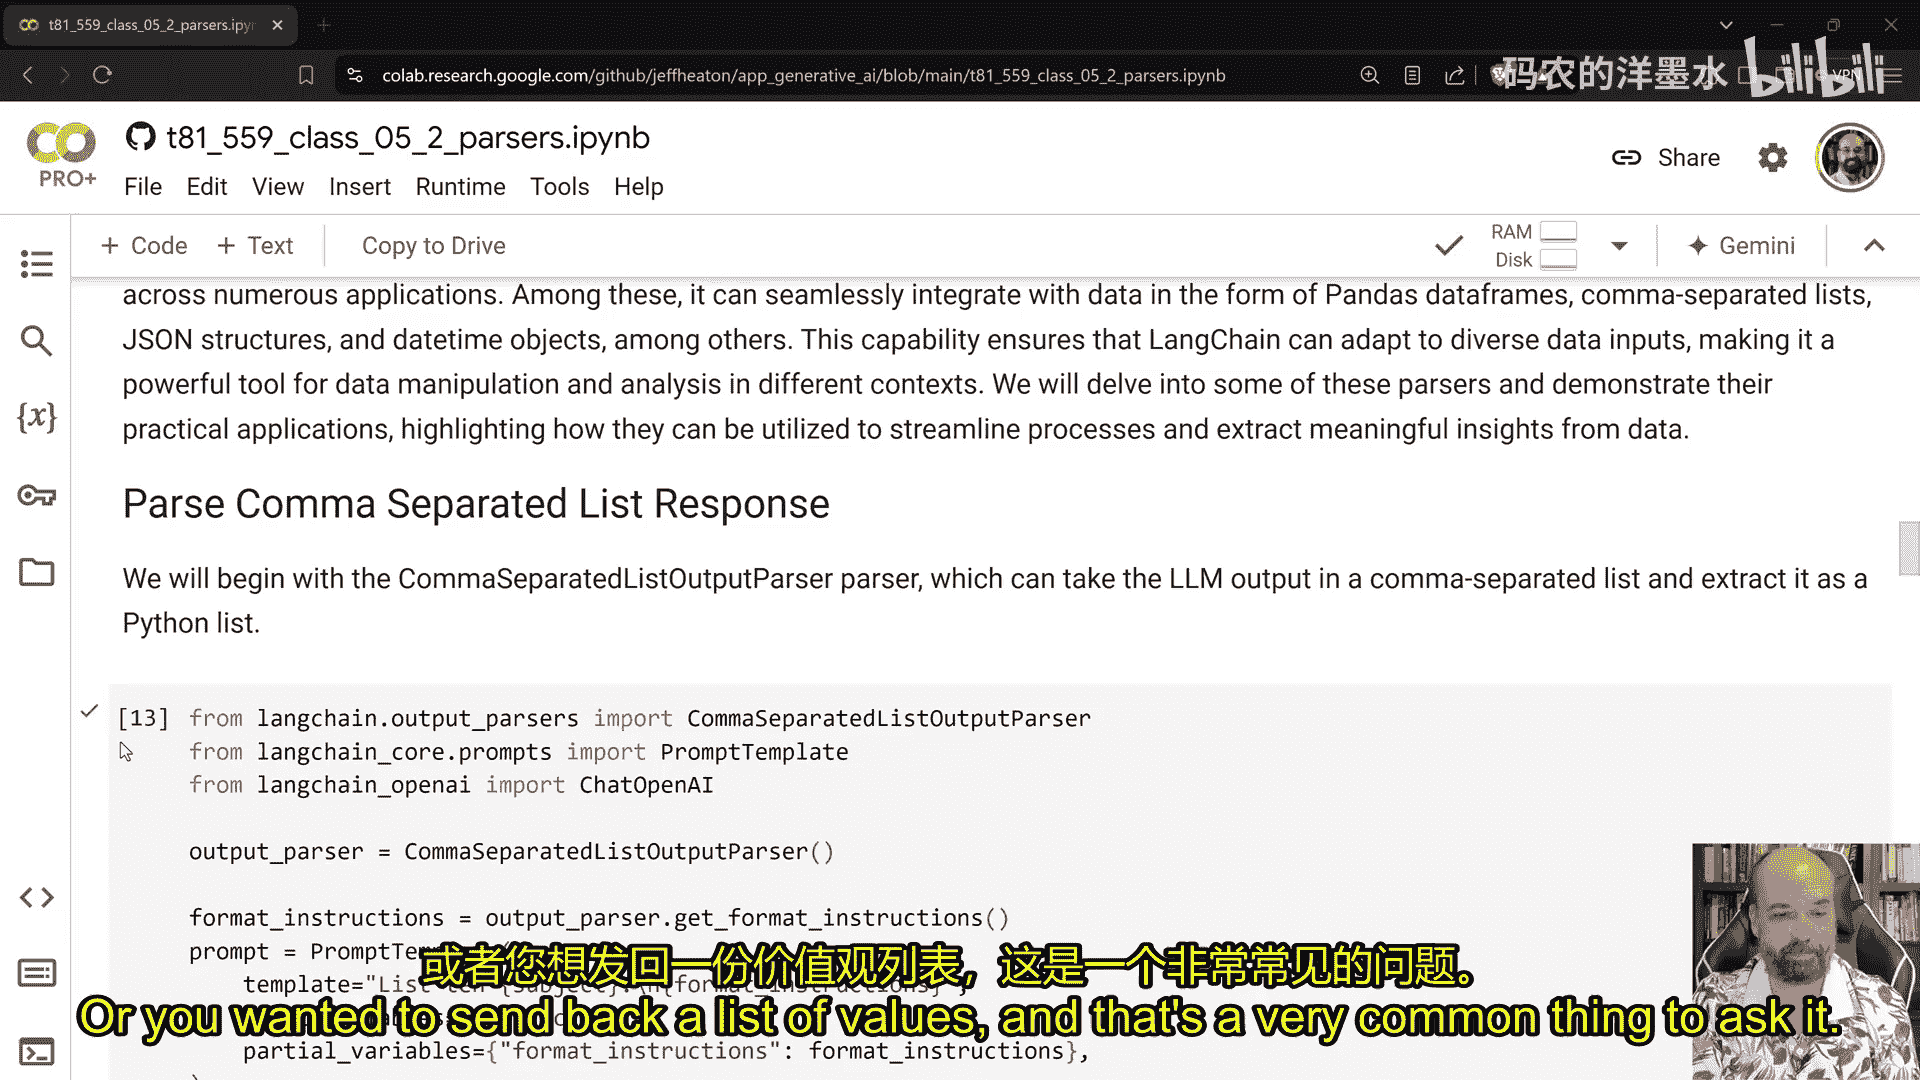 t81_559_class_05_2_parsers.ipyn
colab.research.google.com/github/jeffheaton/app_generative_ai/blob/main/t81_559_class_05_2_parsers.ipynb
码农的洋墨水 bilibili
VPN
t81_559_class_05_2_parsers.ipynb
PRO+
File Edit View Insert Runtime Tools Help
Share
+ Code + Text Copy to Drive
RAM
Disk
Gemini
across numerous applications. Among these, it can seamlessly integrate with data in the form of Pandas dataframes, comma-separated lists,
JSON structures, and datetime objects, among others. This capability ensures that LangChain can adapt to diverse data inputs, making it a
powerful tool for data manipulation and analysis in different contexts. We will delve into some of these parsers and demonstrate their
practical applications, highlighting how they can be utilized to streamline processes and extract meaningful insights from data.
Parse Comma Separated List Response
We will begin with the CommaSeparatedListOutputParser parser, which can take the LLM output in a comma-separated list and extract it as a
Python list.
[13] from langchain.output_parsers import CommaSeparatedListOutputParser
from langchain_core.prompts import PromptTemplate
from langchain_openai import ChatOpenAI
output_parser = CommaSeparatedListOutputParser()
format_instructions = output_parser.get_format_instructions()
prompt = PromptTem
或者您想发回一份价值观列表，这是一个非常常见的问题。
template="List
Or you wanted to send back a list of values, and that's a very common thing to ask it.
partial_variables={"format_instructions": format_instructions},